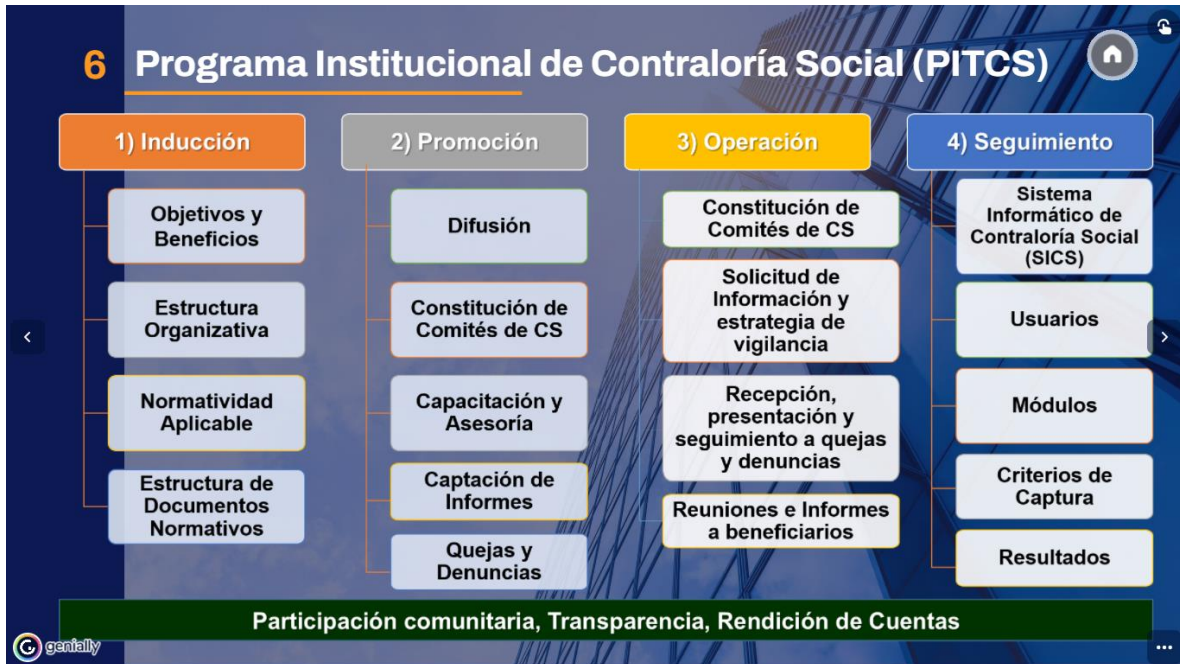 6 Programa Institucional de Contraloría Social (PITCS)
1) Inducción
Objetivos y
Beneficios
Estructura
Organizativa
Normatividad
Aplicable
Estructura de
Documentos
Normativos
2) Promoción
Difusión
Constitución de
Comités de CS
Capacitación y
Asesoría
Captación de
Informes
Quejas y
Denuncias
3) Operación
Constitución de
Comités de CS
Solicitud de
Información y
estrategia de
vigilancia
Recepción,
presentación y
seguimiento a quejas
y denuncias
Reuniones e Informes
a beneficiarios
4) Seguimiento
Sistema
Informático de
Contraloría Social
(SICS)
Usuarios
Módulos
Criterios de
Captura
Resultados
Participación comunitaria, Transparencia, Rendición de Cuentas
genially